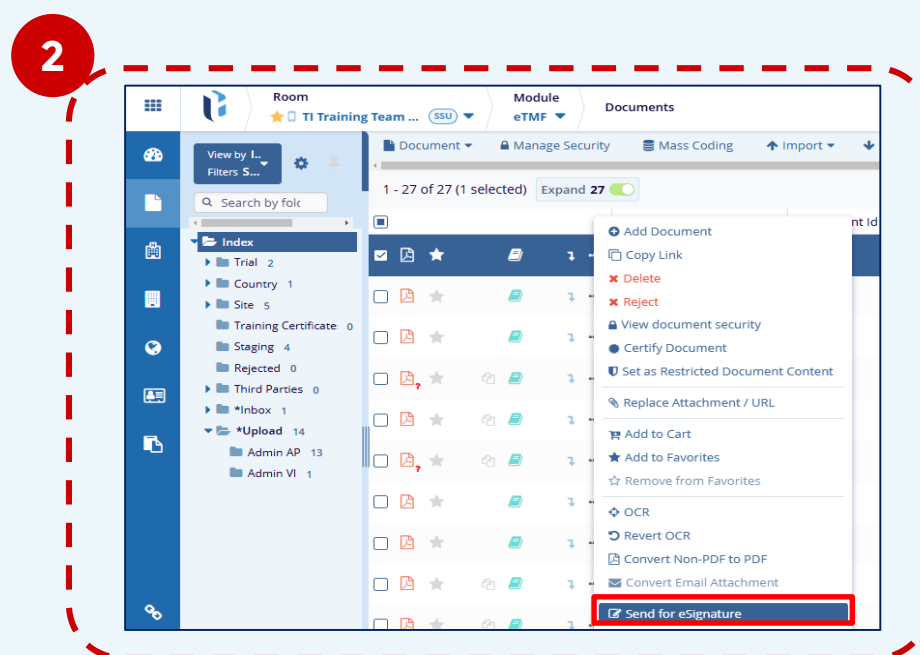 2
Room
TI Training Team ... SSU
Module
eTMF
Documents
View by I..
Filters S...
Document
Manage Security
Mass Coding
Import
1 - 27 of 27 (1 selected) Expand 27
Search by folc
nt Id
Index
Trial 2
Country 1
Site 5
Training Certificate 0
Staging 4
Rejected 0
Third Parties 0
*Inbox 1
*Upload 14
Admin AP 13
Admin VI 1
Add Document
Copy Link
Delete
Reject
View document security
Certify Document
Set as Restricted Document Content
Replace Attachment / URL
Add to Cart
Add to Favorites
Remove from Favorites
OCR
Revert OCR
Convert Non-PDF to PDF
Convert Email Attachment
Send for eSignature